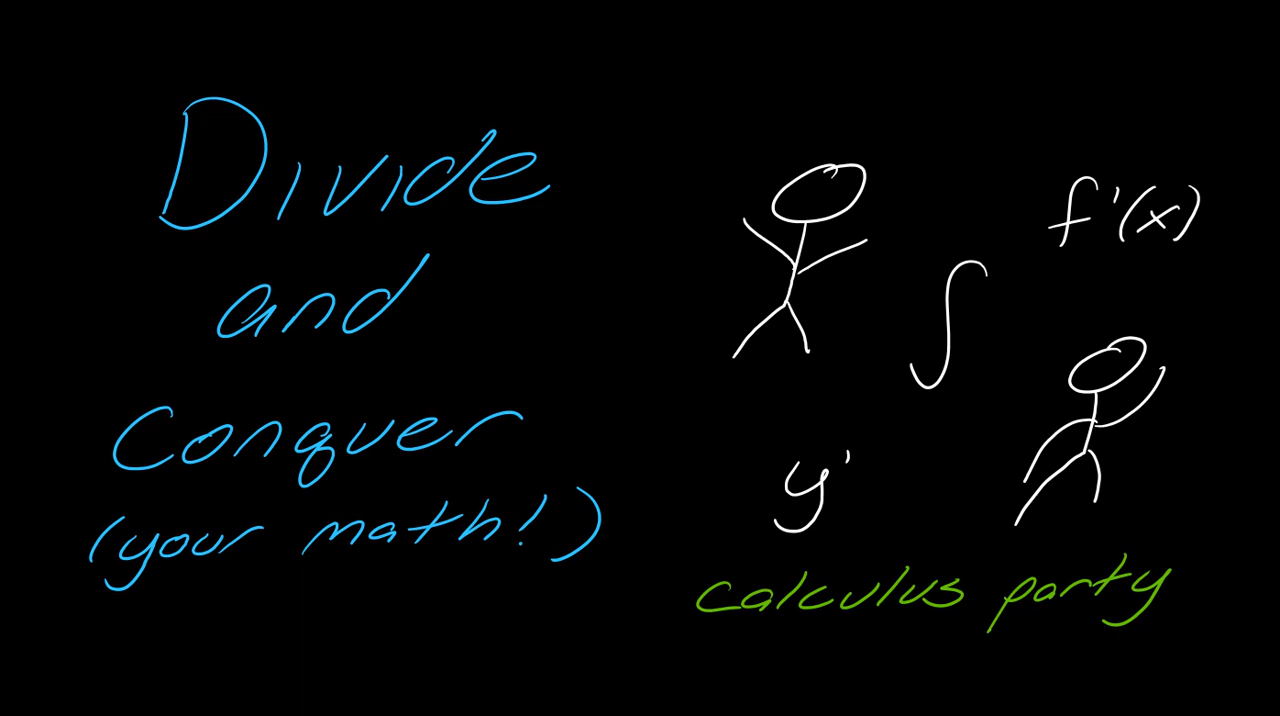 Divide
and
Conquer
(your math!)
f'(x)
∫
y'
calculus party